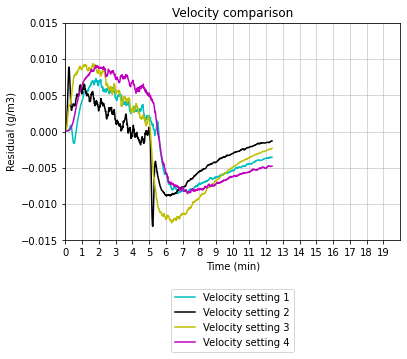 Velocity comparison
0.015
0.010
0.005
0.000
−0.005
−0.010
−0.015
Residual (g/m3)
0 1 2 3 4 5 6 7 8 9 10 11 12 13 14 15 16 17 18 19
Time (min)
Velocity setting 1
Velocity setting 2
Velocity setting 3
Velocity setting 4